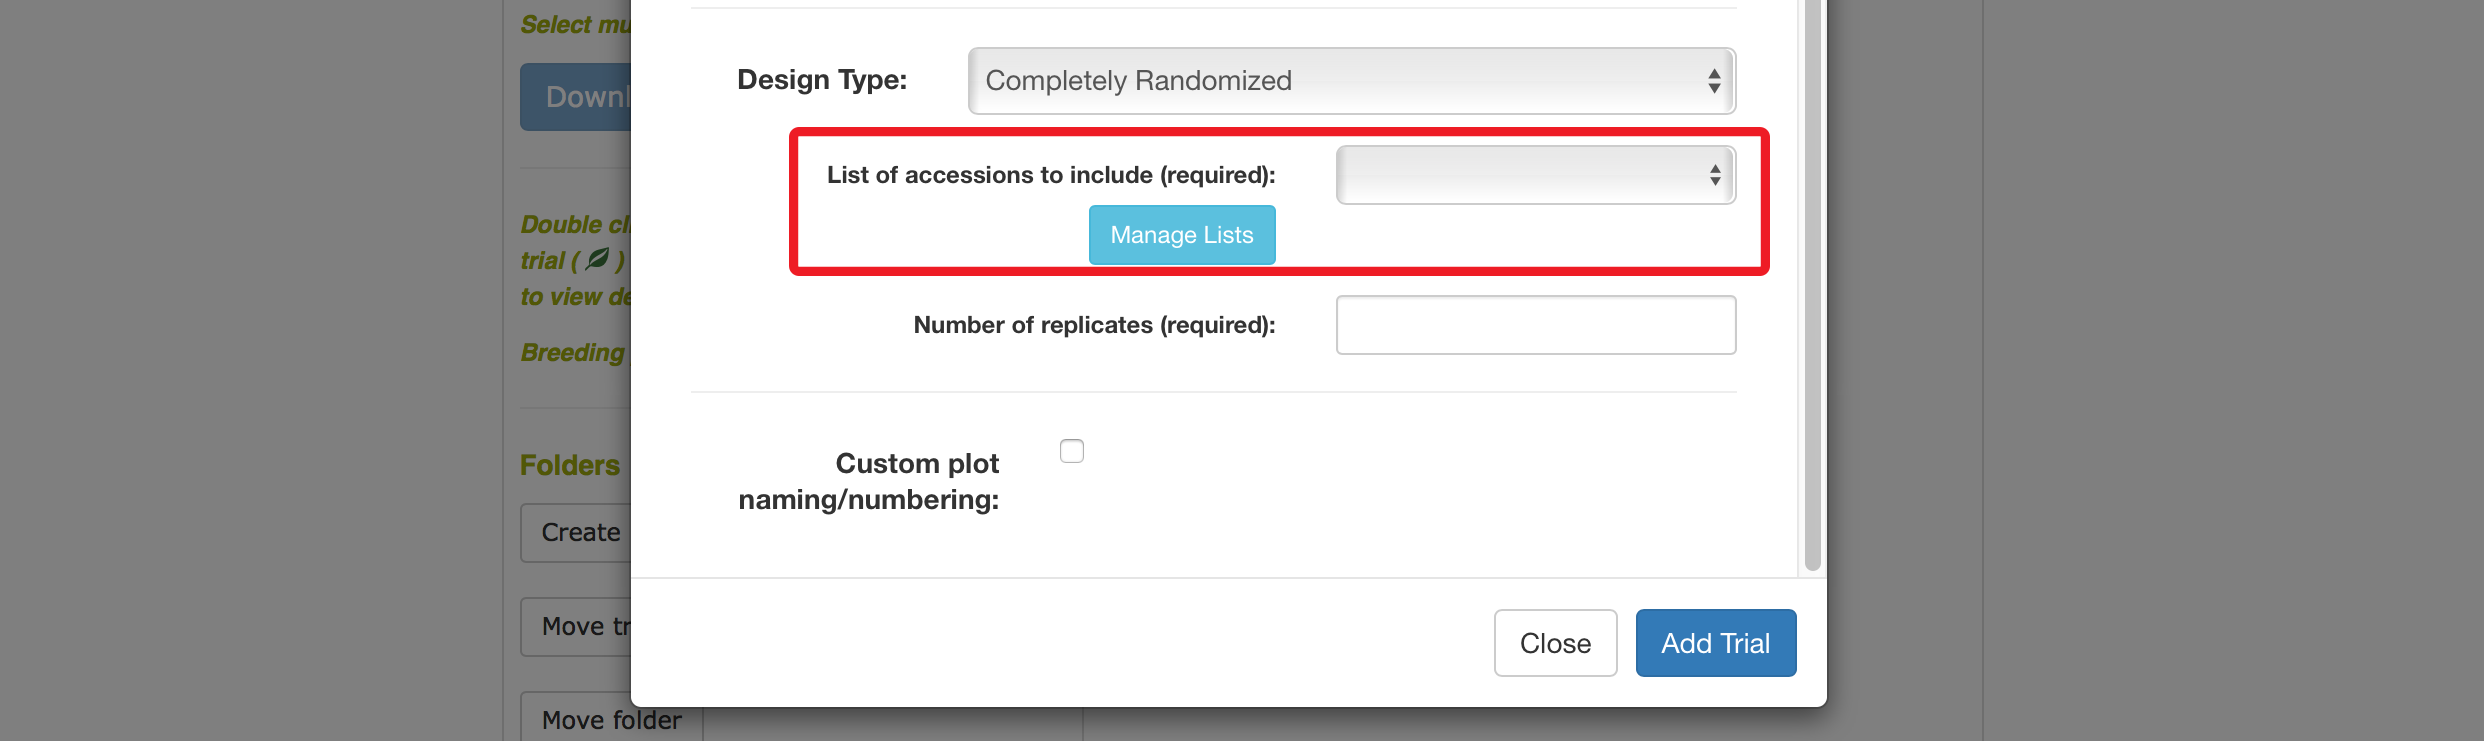 Select mu
Downl
Double cli
trial ( )
to view de
Breeding
Folders
Create
Move tr
Move folder
Design Type:
Completely Randomized
List of accessions to include (required):
Manage Lists
Number of replicates (required):
Custom plot
naming/numbering:
Close
Add Trial